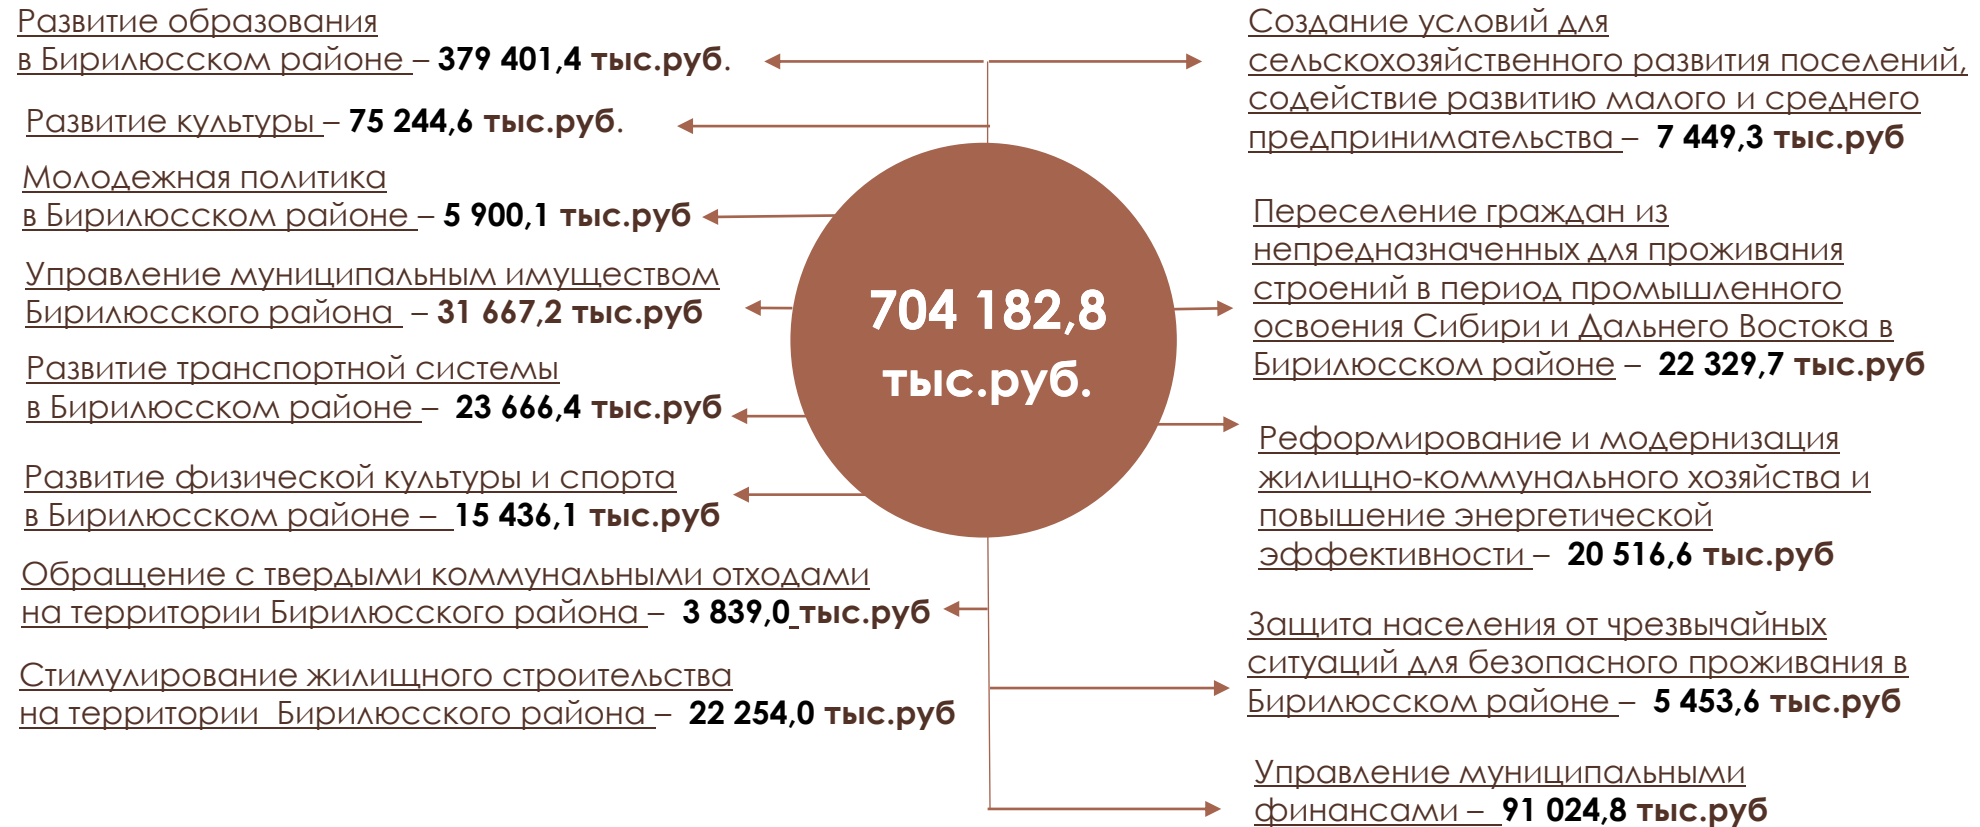 Развитие образования
в Бирилюсском районе – 379 401,4 тыс.руб.
Развитие культуры – 75 244,6 тыс.руб.
Молодежная политика
в Бирилюсском районе – 5 900,1 тыс.руб
Управление муниципальным имуществом
Бирилюсского района – 31 667,2 тыс.руб
Развитие транспортной системы
в Бирилюсском районе – 23 666,4 тыс.руб
Развитие физической культуры и спорта
в Бирилюсском районе – 15 436,1 тыс.руб
Обращение с твердыми коммунальными отходами
на территории Бирилюсского района – 3 839,0 тыс.руб
Стимулирование жилищного строительства
на территории Бирилюсского района – 22 254,0 тыс.руб
704 182,8
тыс.руб.
Создание условий для
сельскохозяйственного развития поселений,
содействие развитию малого и среднего
предпринимательства – 7 449,3 тыс.руб
Переселение граждан из
непредназначенных для проживания
строений в период промышленного
освоения Сибири и Дальнего Востока в
Бирилюсском районе – 22 329,7 тыс.руб
Реформирование и модернизация
жилищно-коммунального хозяйства и
повышение энергетической
эффективности – 20 516,6 тыс.руб
Защита населения от чрезвычайных
ситуаций для безопасного проживания в
Бирилюсском районе – 5 453,6 тыс.руб
Управление муниципальными
финансами – 91 024,8 тыс.руб